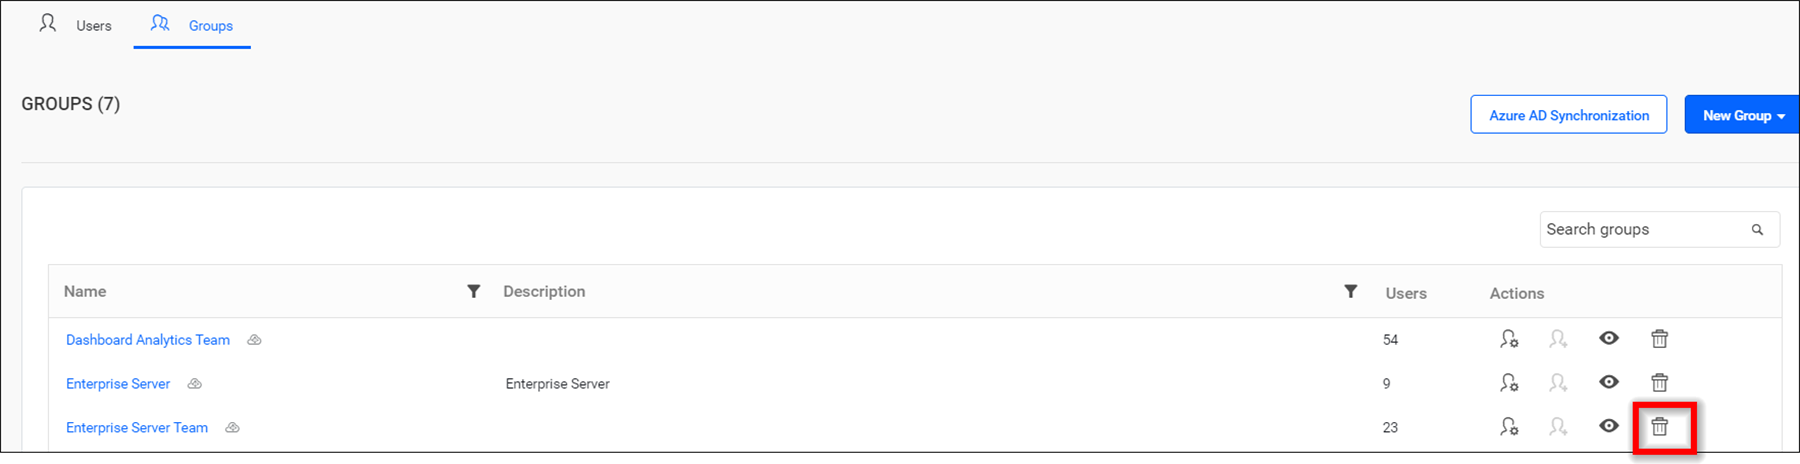 Users Groups
GROUPS (7)
Azure AD Synchronization New Group
Search groups
Name Description Users Actions
Dashboard Analytics Team 54
Enterprise Server Enterprise Server 9
Enterprise Server Team 23